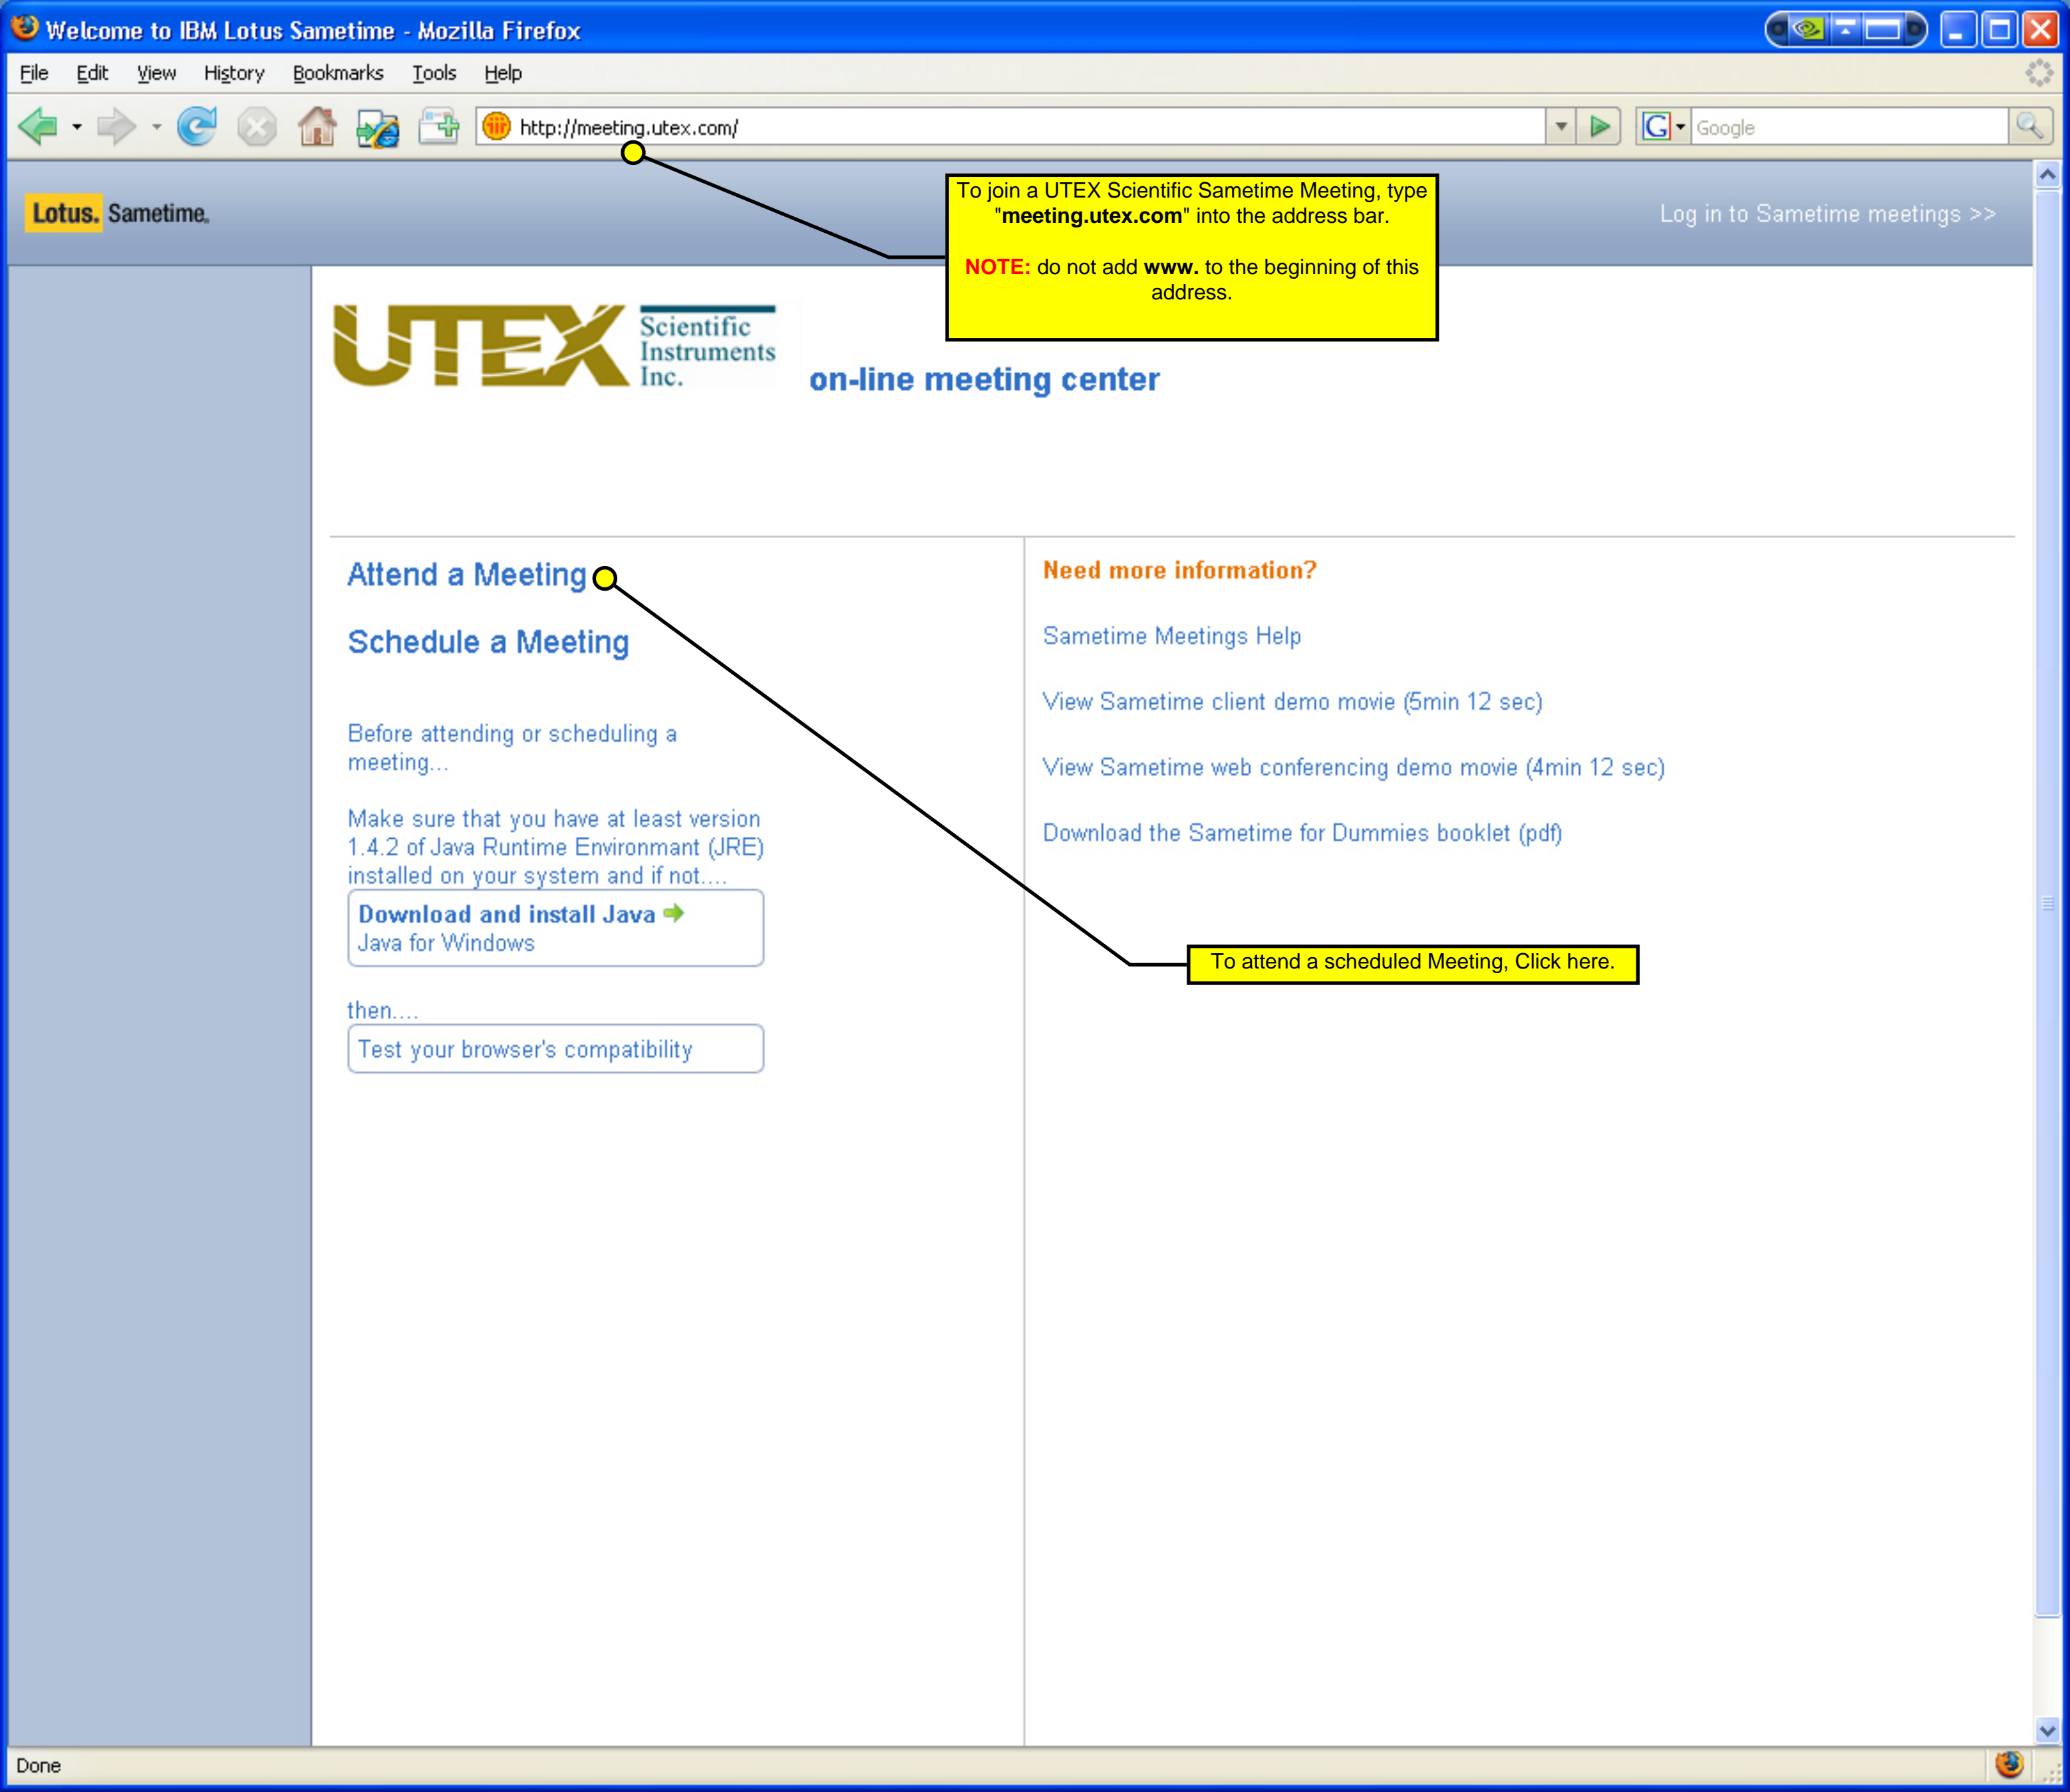 Welcome to IBM Lotus Sametime - Mozilla Firefox
File Edit View History Bookmarks Tools Help
http://meeting.utex.com/
G Google
Lotus. Sametime.
Log in to Sametime meetings >>
To join a UTEX Scientific Sametime Meeting, type
"meeting.utex.com" into the address bar.
NOTE: do not add www. to the beginning of this
address.
UTEX
Scientific
Instruments
Inc.
on-line meeting center
Attend a Meeting
Schedule a Meeting
Before attending or scheduling a
meeting...
Make sure that you have at least version
1.4.2 of Java Runtime Environmant (JRE)
installed on your system and if not....
Download and install Java
Java for Windows
then....
Test your browser's compatibility
Need more information?
Sametime Meetings Help
View Sametime client demo movie (5min 12 sec)
View Sametime web conferencing demo movie (4min 12 sec)
Download the Sametime for Dummies booklet (pdf)
To attend a scheduled Meeting, Click here.
Done